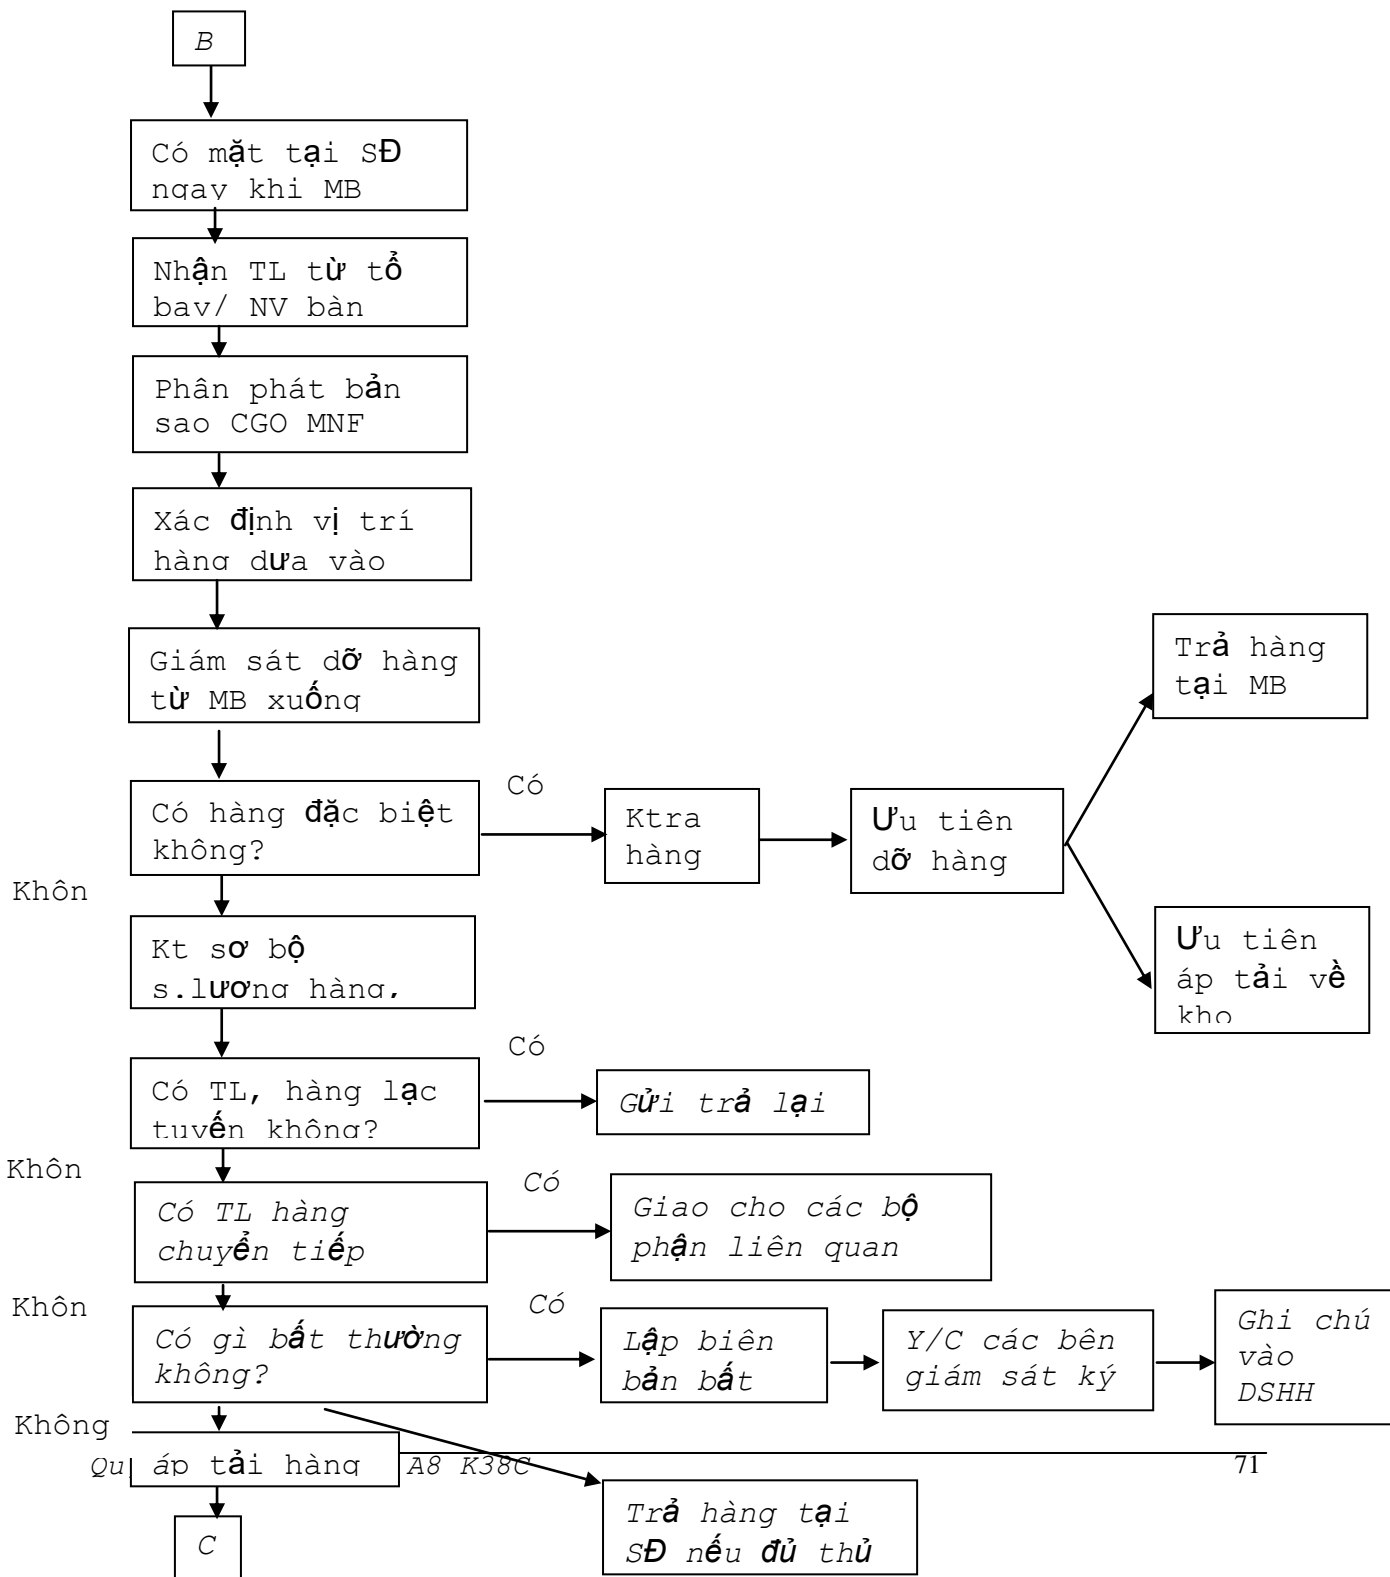 B
Có mặt tại SĐ
ngay khi MB
Nhận TL từ tổ
bay/ NV bàn
Phân phát bản
sao CGO MNF
Xác định vị trí
hàng dưa vào
Giám sát dỡ hàng
từ MB xuống
Trả hàng
tại MB
Có hàng đặc biệt
không?
Có
Ktra
hàng
Ưu tiên
dỡ hàng
Khôn
Kt sơ bộ
s.lương hàng,
Ưu tiên
áp tải về
kho
Có TL, hàng lạc
tuyến không?
Có
Gửi trả lại
Khôn
Có TL hàng
chuyển tiếp
Có
Giao cho các bộ
phận liên quan
Khôn
Có gì bất thường
không?
Có
Lập biên
bản bất
Y/C các bên
giám sát ký
Ghi chú
vào
DSHH
Không
áp tải hàng
Qu
A8 K38C
71
Trả hàng tại
SĐ nếu đủ thủ
C